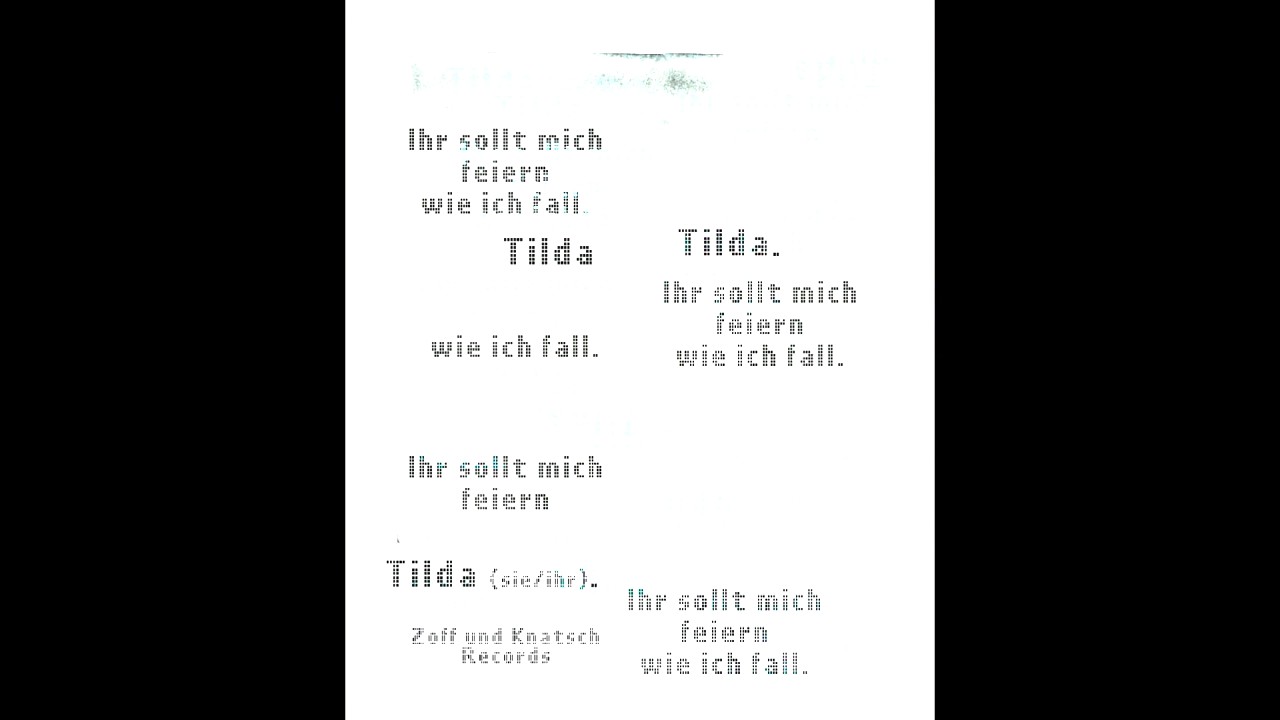 Ihr sollt mich
feiern
wie ich fall.
Tilda
wie ich fall.
Ihr sollt mich
feiern
Tilda (sie/ihr).
Zoff und Knatsch
Records
Tilda.
Ihr sollt mich
feiern
wie ich fall.
Ihr sollt mich
feiern
wie ich fall.